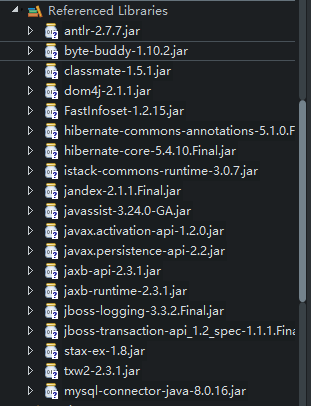 Referenced Libraries
antlr-2.7.7.jar
byte-buddy-1.10.2.jar
classmate-1.5.1.jar
dom4j-2.1.1.jar
FastInfoset-1.2.15.jar
hibernate-commons-annotations-5.1.0.F
hibernate-core-5.4.10.Final.jar
istack-commons-runtime-3.0.7.jar
jandex-2.1.1.Final.jar
javassist-3.24.0-GA.jar
javax.activation-api-1.2.0.jar
javax.persistence-api-2.2.jar
jaxb-api-2.3.1.jar
jaxb-runtime-2.3.1.jar
jboss-logging-3.3.2.Final.jar
jboss-transaction-api_1.2_spec-1.1.1.Fina
stax-ex-1.8.jar
txw2-2.3.1.jar
mysql-connector-java-8.0.16.jar